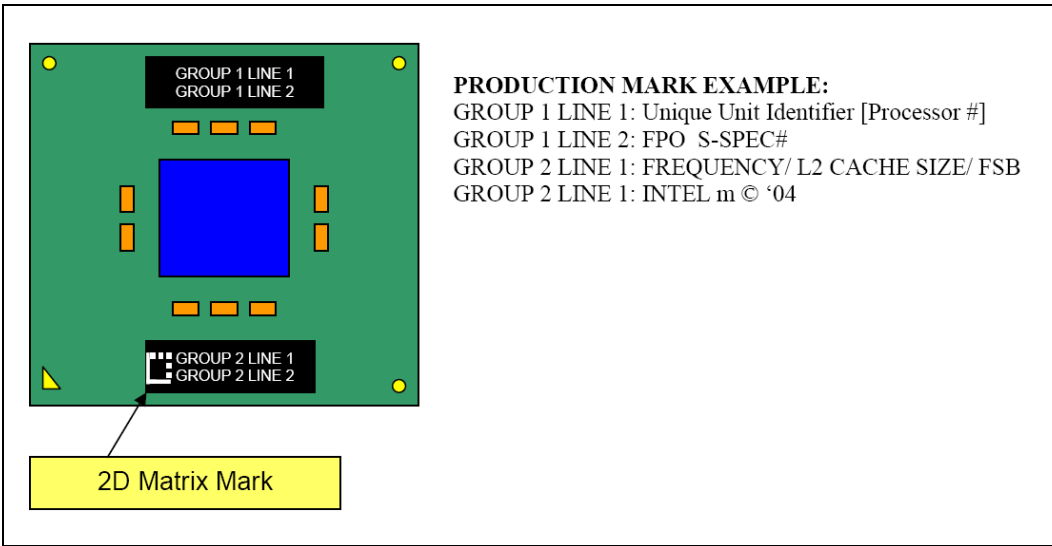 GROUP 1 LINE 1
GROUP 1 LINE 2
PRODUCTION MARK EXAMPLE:
GROUP 1 LINE 1: Unique Unit Identifier [Processor #]
GROUP 1 LINE 2: FPO S-SPEC#
GROUP 2 LINE 1: FREQUENCY/ L2 CACHE SIZE/ FSB
GROUP 2 LINE 1: INTEL m © ‘04
GROUP 2 LINE 1
GROUP 2 LINE 2
2D Matrix Mark